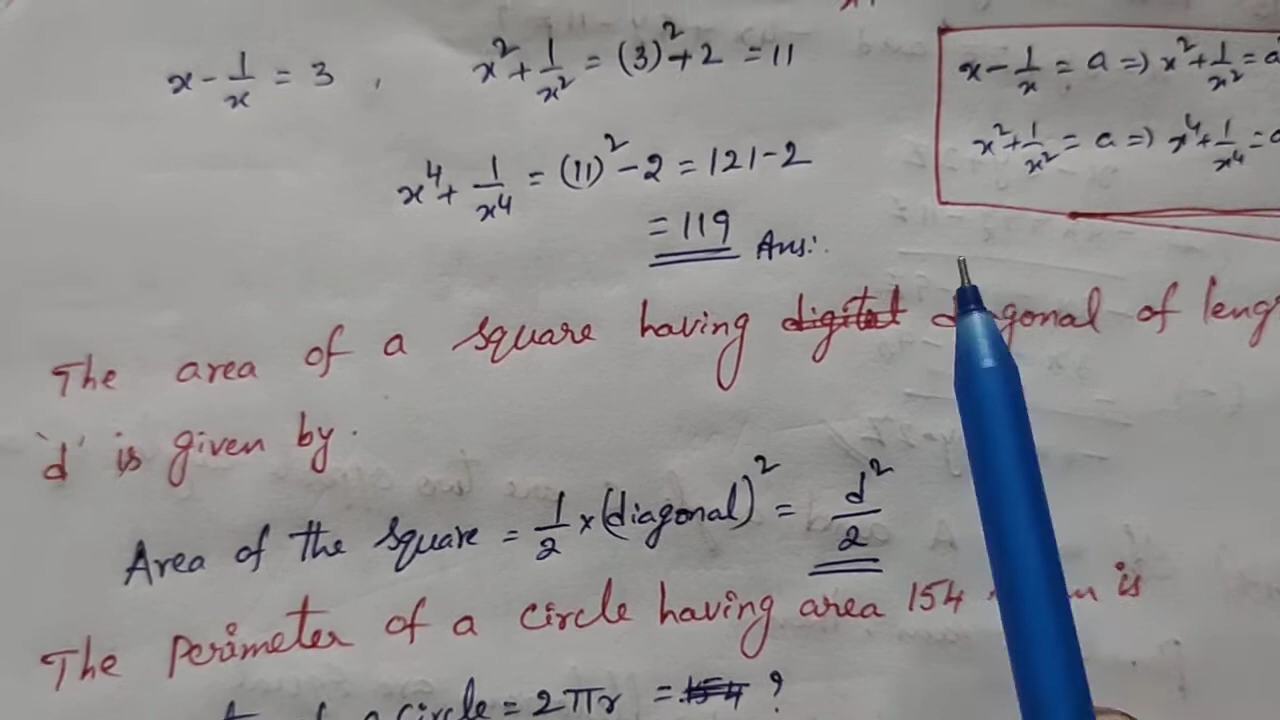 x - 1/x = 3 , x² + 1/x² = (3)² + 2 = 11
x⁴ + 1/x⁴ = (11)² - 2 = 121 - 2
= 119 Ans:.
x - 1/x = a ⇒ x² + 1/x² = a
x² + 1/x² = a ⇒ x⁴ + 1/x⁴ =
The area of a square having digital diagonal of leng
'd' is given by.
Area of the square = 1/2 × (diagonal)² = d²/2
The perimeter of a circle having area 154 is
circle = 2πr = 154 ?